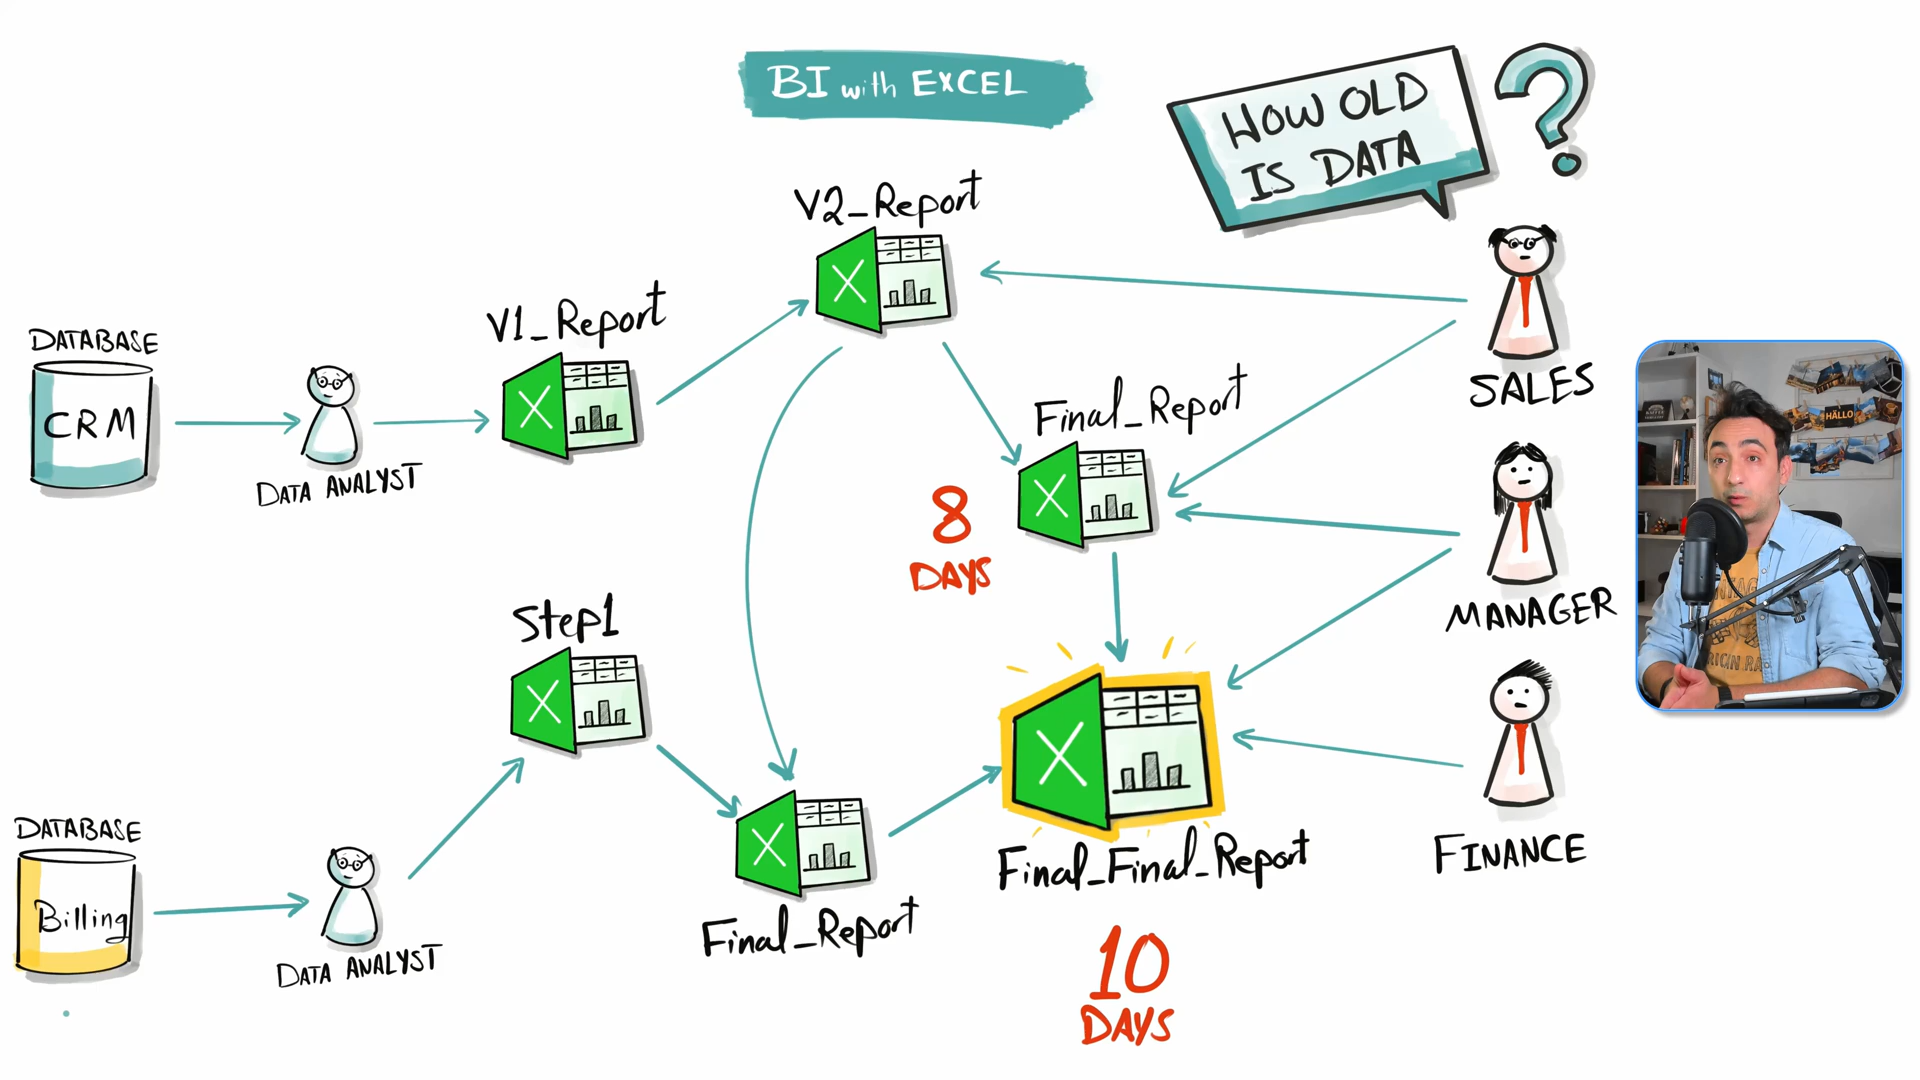 BI with EXCEL
HOW OLD
IS DATA
?
V2_Report
V1_Report
DATABASE
CRM
DATA ANALYST
Final_Report
SALES
8
DAYS
MANAGER
Step1
DATABASE
Billing
DATA ANALYST
Final_Report
Final_Final_Report
FINANCE
10
DAYS
HALLO